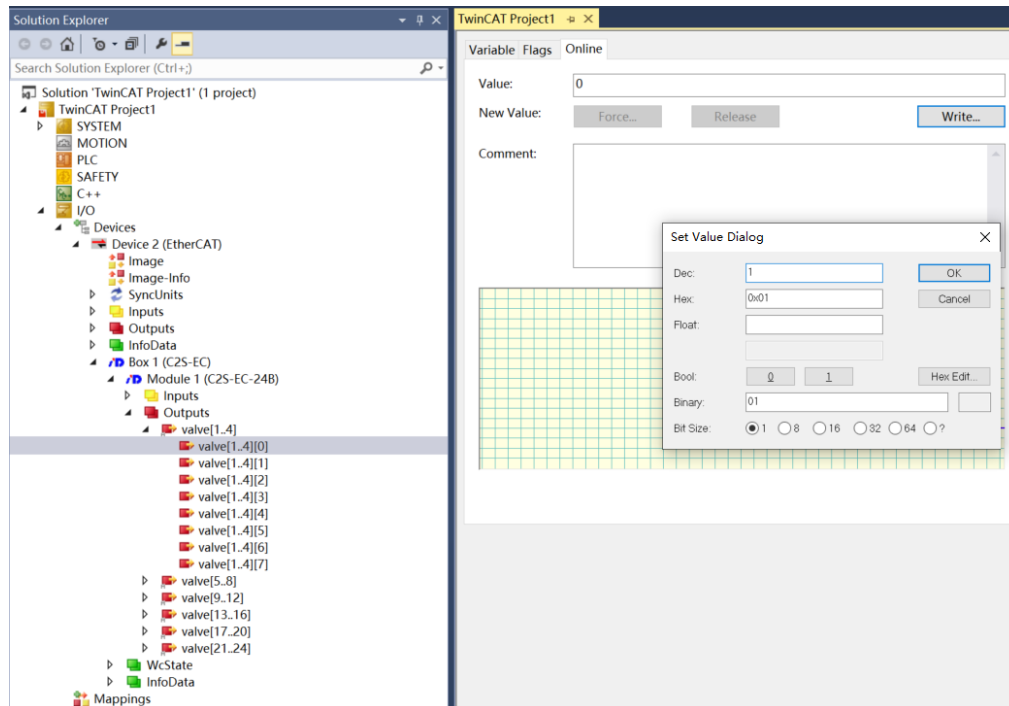 Solution Explorer
Search Solution Explorer (Ctrl+;)
Solution 'TwinCAT Project1' (1 project)
TwinCAT Project1
SYSTEM
MOTION
PLC
SAFETY
C++
I/O
Devices
Device 2 (EtherCAT)
Image
Image-Info
SyncUnits
Inputs
Outputs
InfoData
Box 1 (C2S-EC)
Module 1 (C2S-EC-24B)
Inputs
Outputs
valve[1..4]
valve[1..4][0]
valve[1..4][1]
valve[1..4][2]
valve[1..4][3]
valve[1..4][4]
valve[1..4][5]
valve[1..4][6]
valve[1..4][7]
valve[5..8]
valve[9..12]
valve[13..16]
valve[17..20]
valve[21..24]
WcState
InfoData
Mappings
TwinCAT Project1
Variable Flags Online
Value: 0
New Value: Force... Release Write...
Comment:
Set Value Dialog
Dec: 1 OK
Hex: 0x01 Cancel
Float:
Bool: 0 1 Hex Edit...
Binary: 01
Bit Size: 1 8 16 32 64 ?